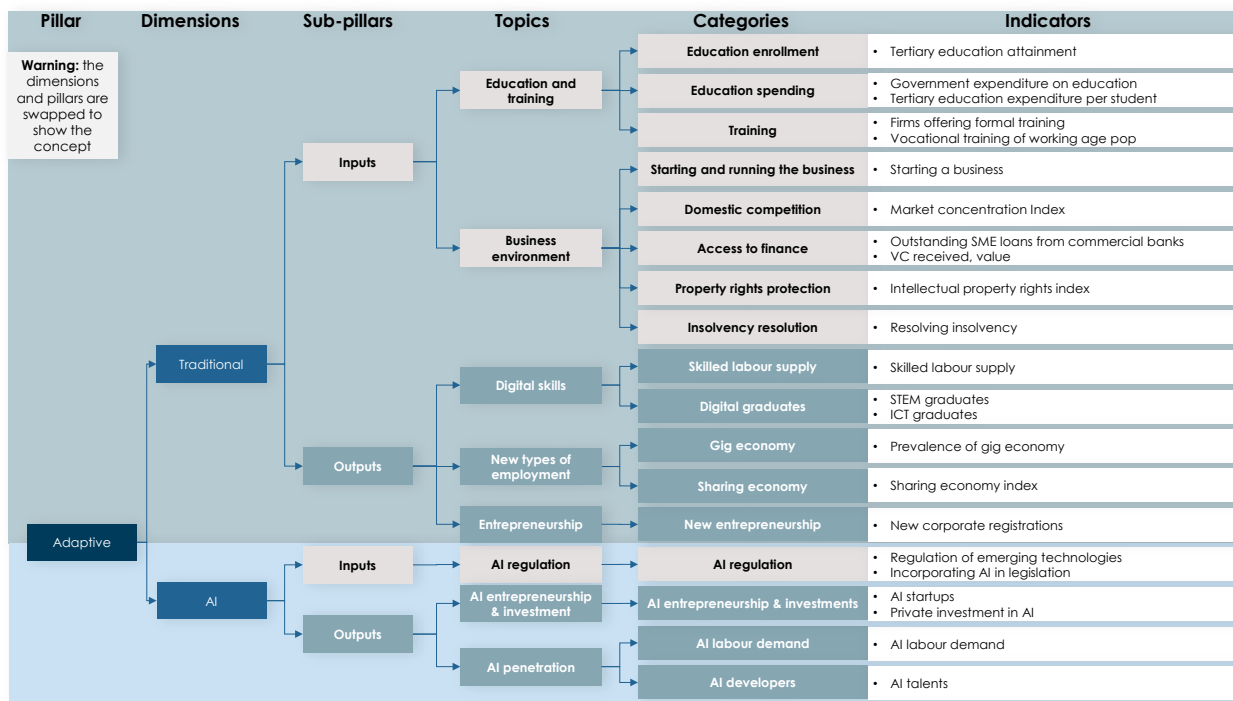 Pillar
Dimensions
Sub-pillars
Topics
Categories
Indicators
Warning: the
dimensions
and pillars are
swapped to
show the
concept
Adaptive
Traditional
Inputs
Education and
training
Education enrollment
• Tertiary education attainment
Education spending
• Government expenditure on education
• Tertiary education expenditure per student
Training
• Firms offering formal training
• Vocational training of working age pop
Business
environment
Starting and running the business
• Starting a business
Domestic competition
• Market concentration Index
Access to finance
• Outstanding SME loans from commercial banks
• VC received, value
Property rights protection
• Intellectual property rights index
Insolvency resolution
• Resolving insolvency
Outputs
Digital skills
Skilled labour supply
• Skilled labour supply
Digital graduates
• STEM graduates
• ICT graduates
New types of
employment
Gig economy
• Prevalence of gig economy
Sharing economy
• Sharing economy index
Entrepreneurship
New entrepreneurship
• New corporate registrations
AI
Inputs
AI regulation
AI regulation
• Regulation of emerging technologies
• Incorporating AI in legislation
Outputs
AI entrepreneurship
& investment
AI entrepreneurship & investments
• AI startups
• Private investment in AI
AI penetration
AI labour demand
• AI labour demand
AI developers
• AI talents